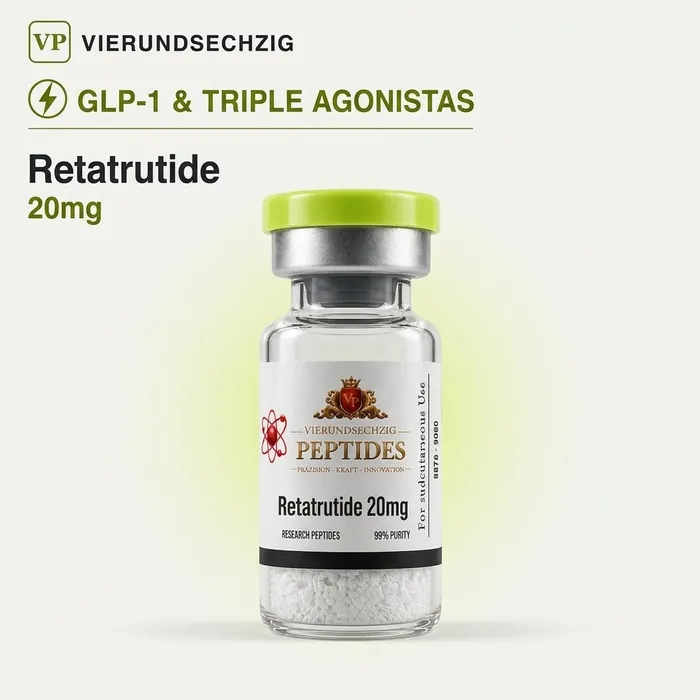 VP VIERUNDSECHZIG
GLP-1 & TRIPLE AGONISTAS
Retatrutide
20mg
VP
VIERUNDSECHZIG
PEPTIDES
PRAZISION · KRAFT · INNOVATION
Retatrutide 20mg
RESEARCH PEPTIDES 99% PURITY
For sudcutaneous Use